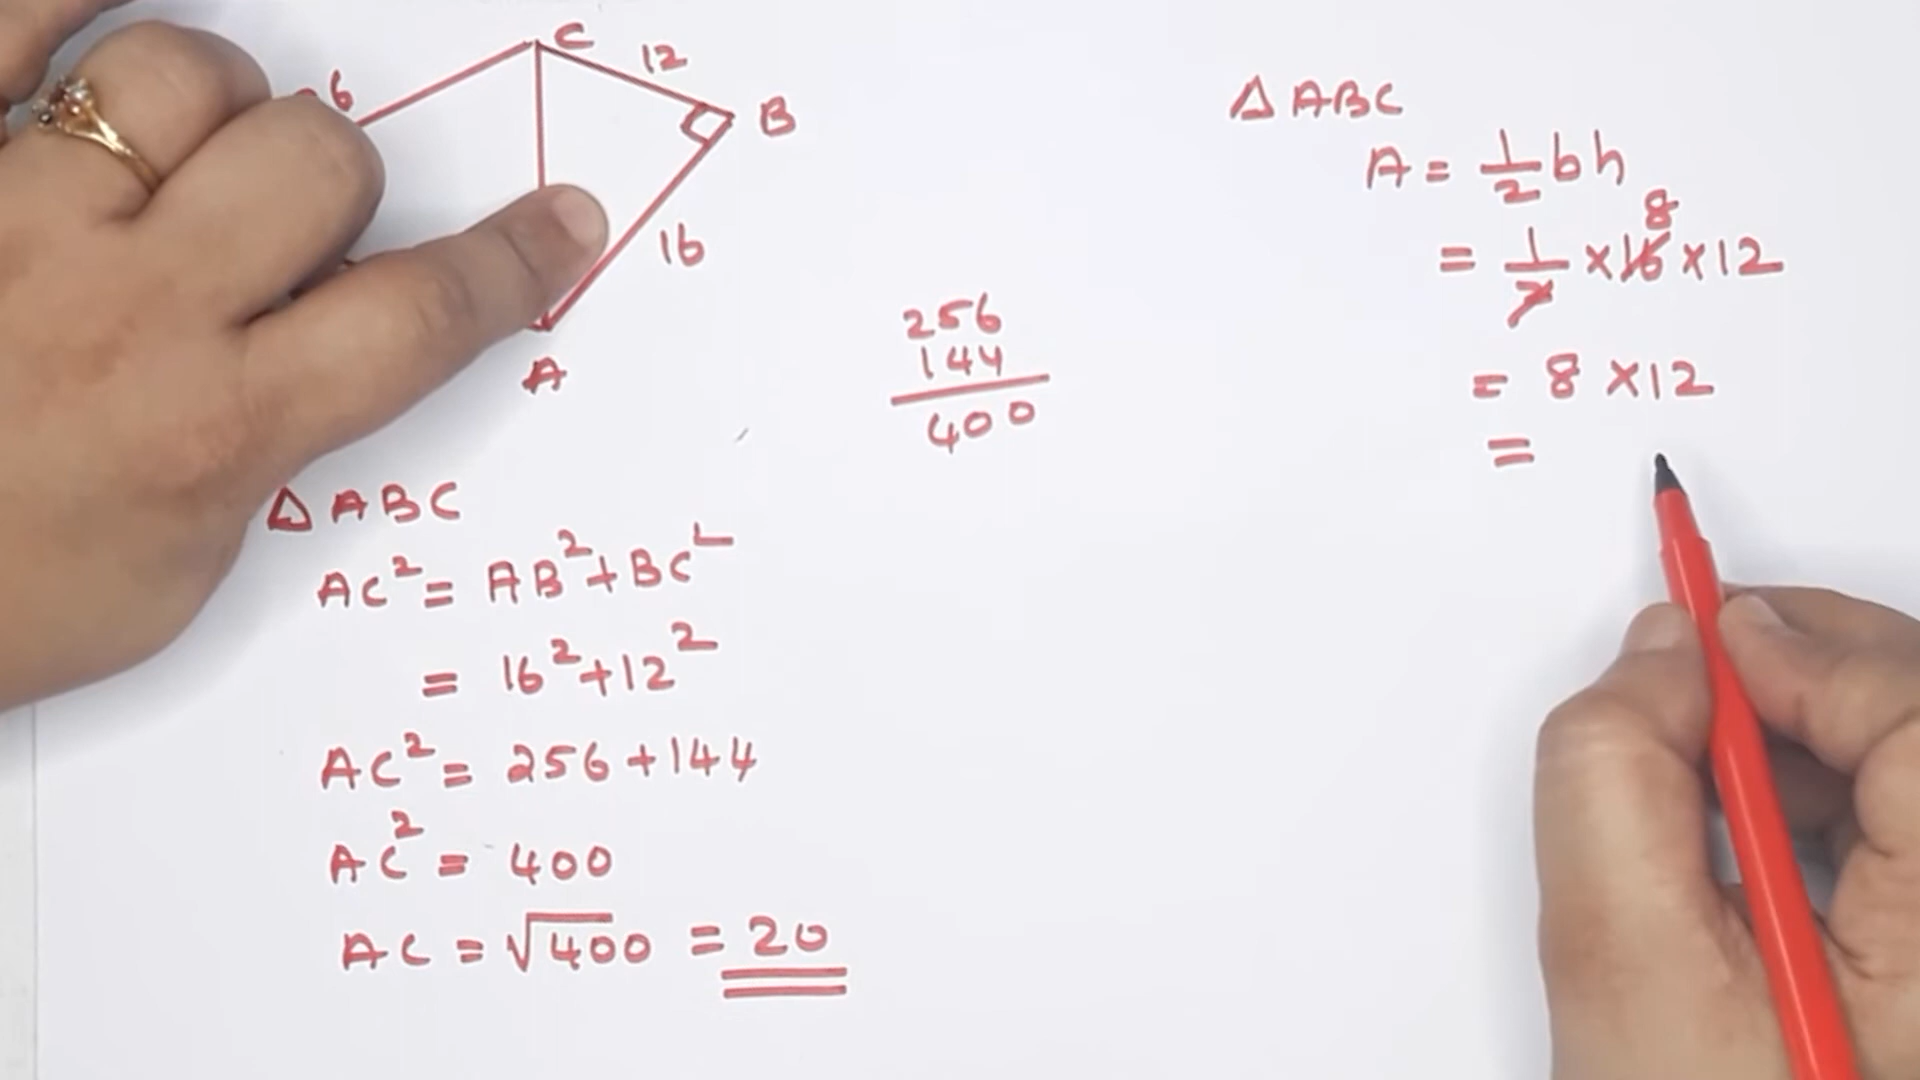 C
12
6
B
16
A
256
144
400
Δ ABC
AC² = AB² + BC²
= 16² + 12²
AC² = 256 + 144
AC² = 400
AC = √400 = 20
Δ ABC
A = 1/2 bh
8
= 1/2 × 16 × 12
= 8 × 12
=